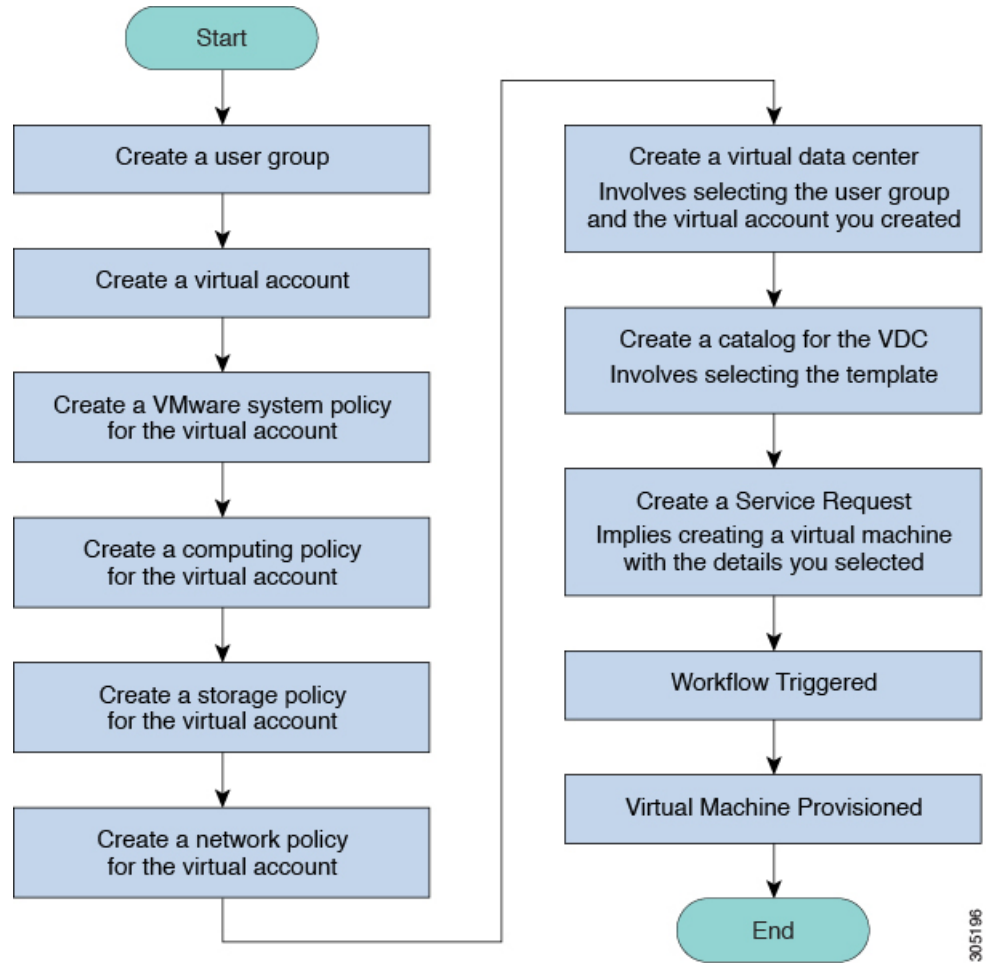 Start
Create a user group
Create a virtual account
Create a VMware system policy
for the virtual account
Create a computing policy
for the virtual account
Create a storage policy
for the virtual account
Create a network policy
for the virtual account
Create a virtual data center
Involves selecting the user group
and the virtual account you created
Create a catalog for the VDC
Involves selecting the template
Create a Service Request
Implies creating a virtual machine
with the details you selected
Workflow Triggered
Virtual Machine Provisioned
End
305196